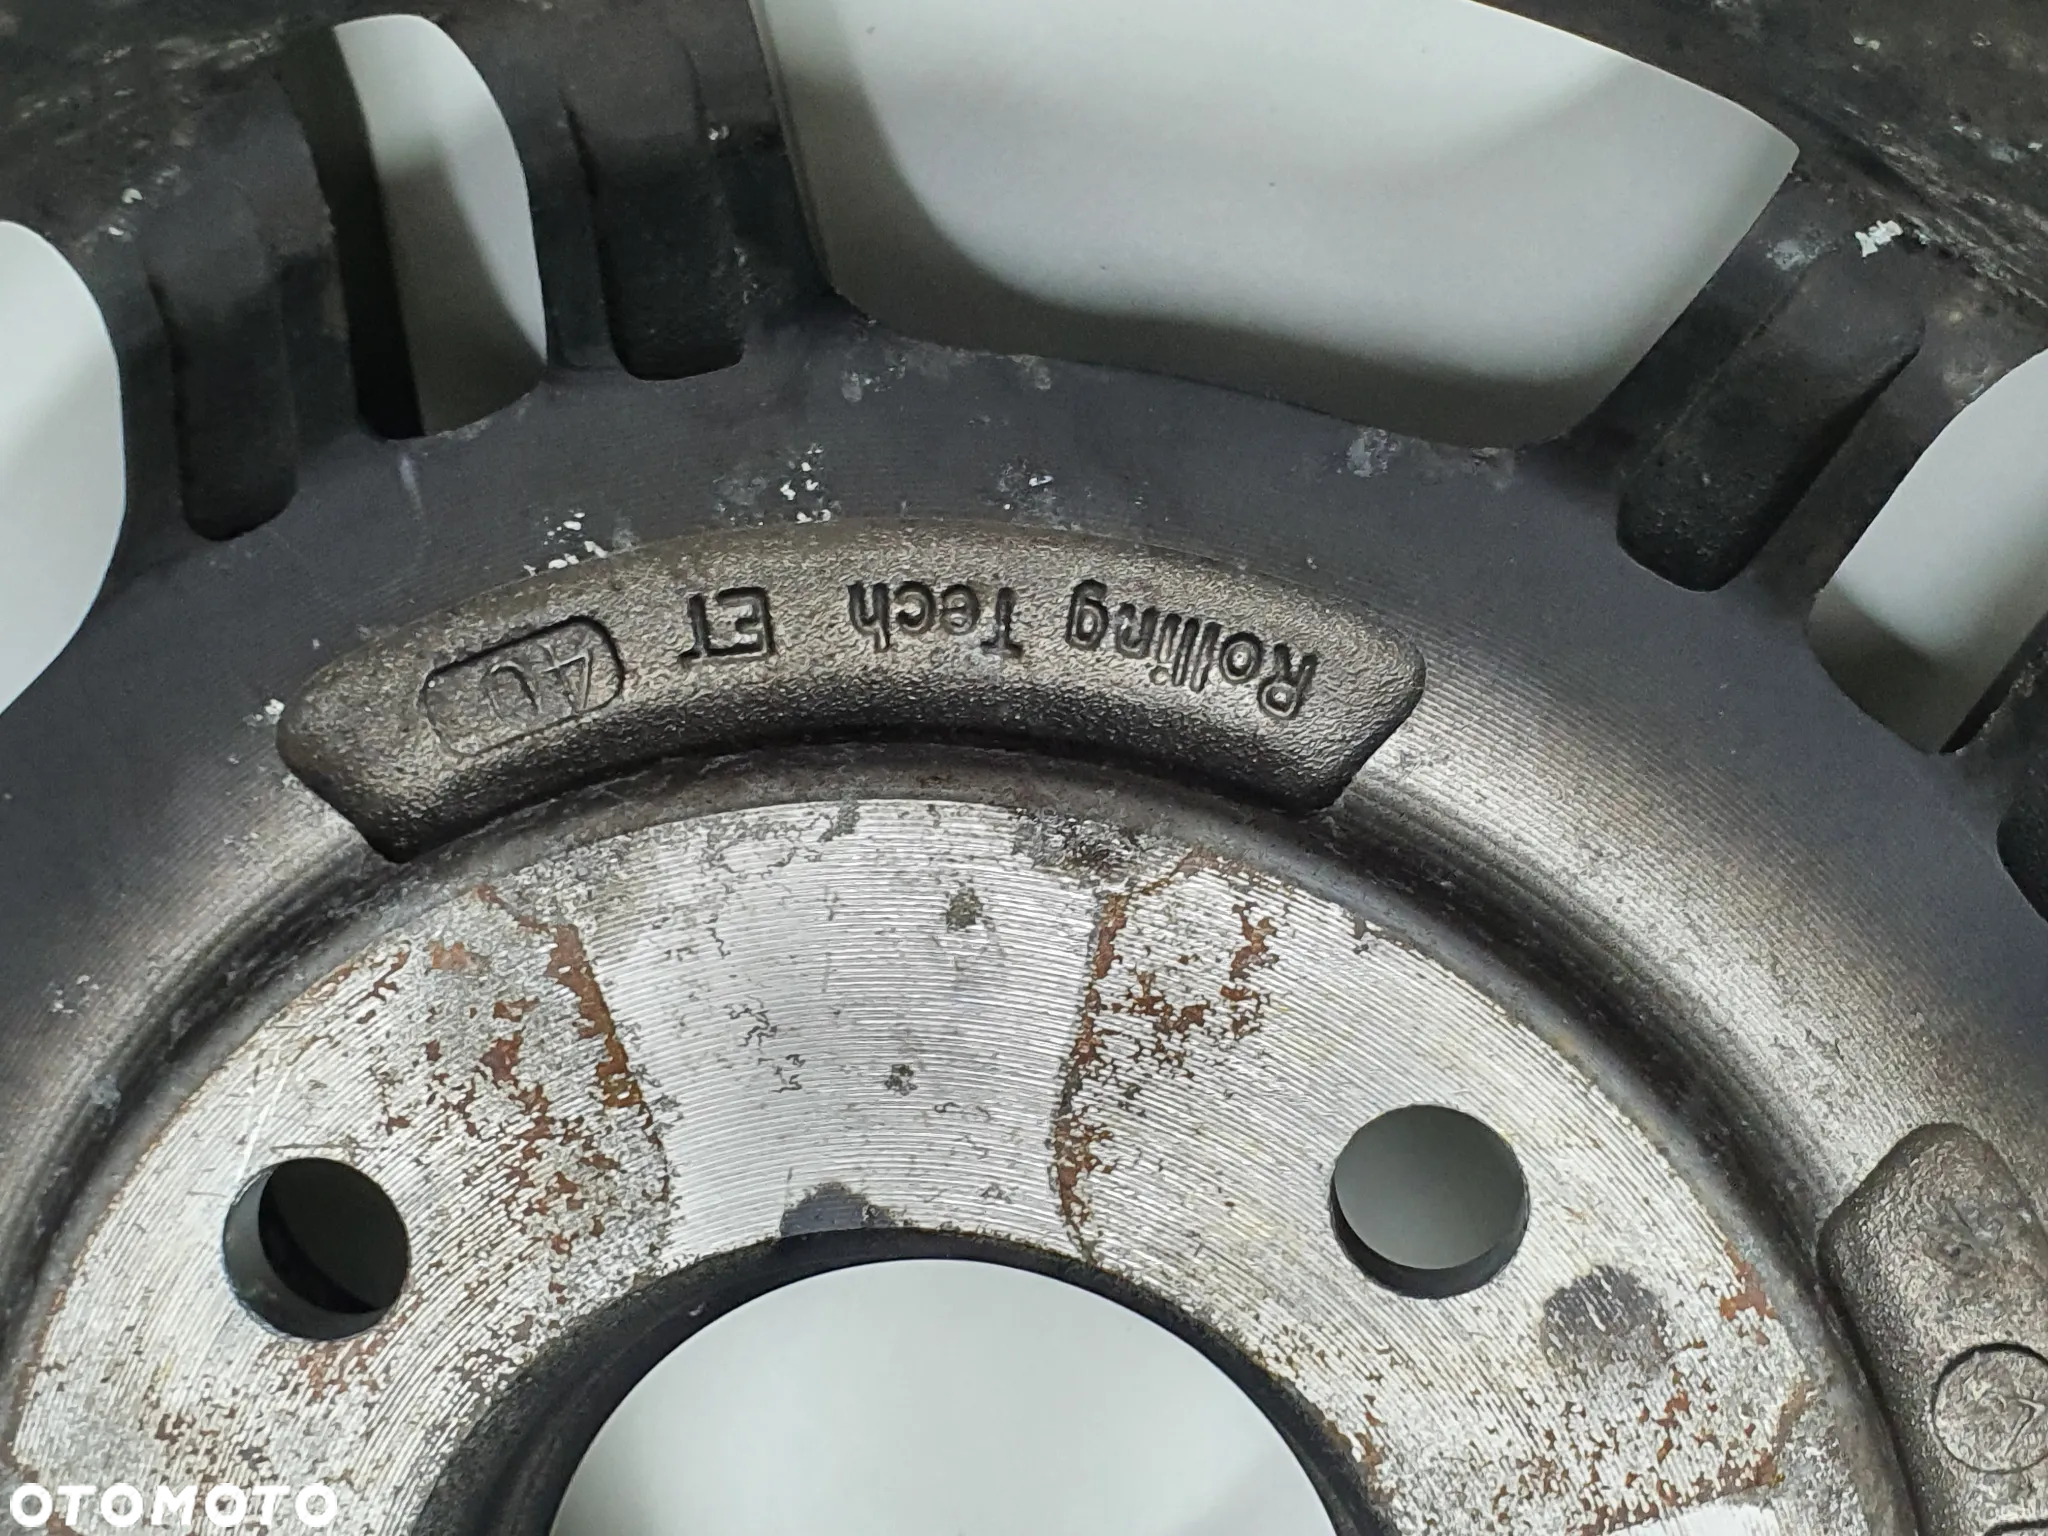 Rolling Tech ET 40
OTOMOTO